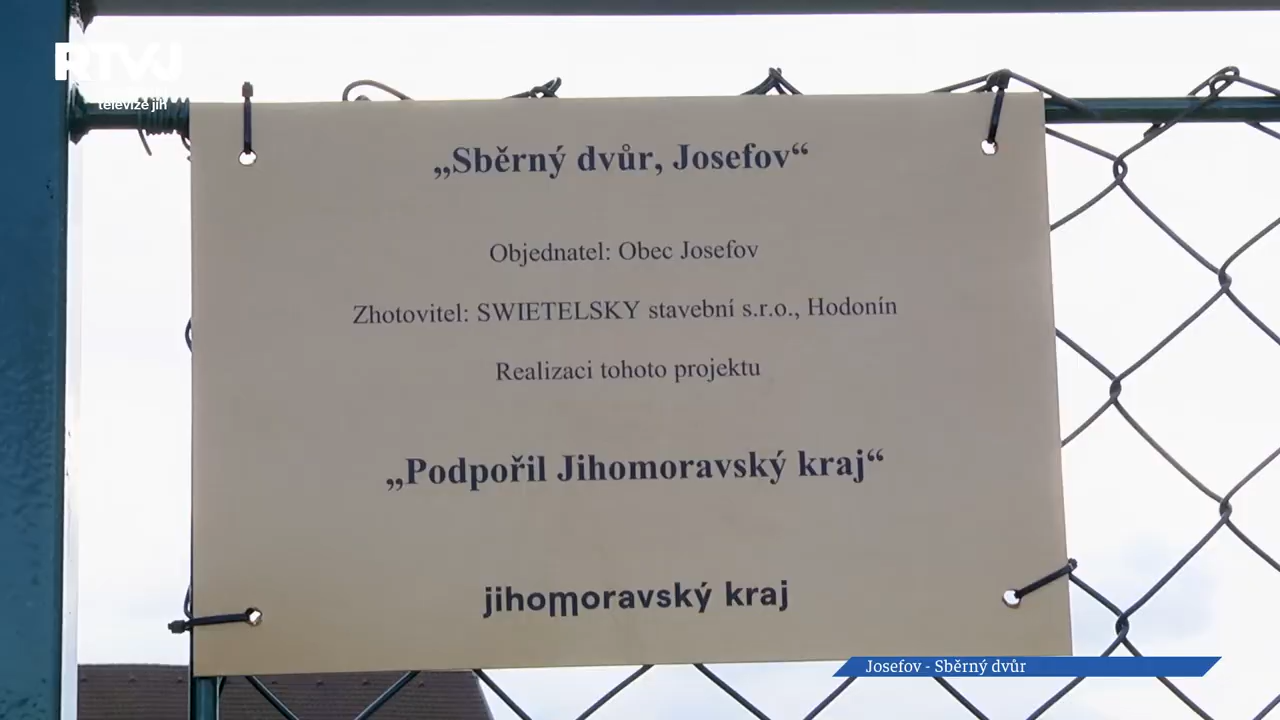 RTVJ
televize jih
„Sběrný dvůr, Josefov“
Objednatel: Obec Josefov
Zhotovitel: SWIETELSKY stavební s.r.o., Hodonín
Realizaci tohoto projektu
„Podpořil Jihomoravský kraj“
jihomoravský kraj
Josefov - Sběrný dvůr